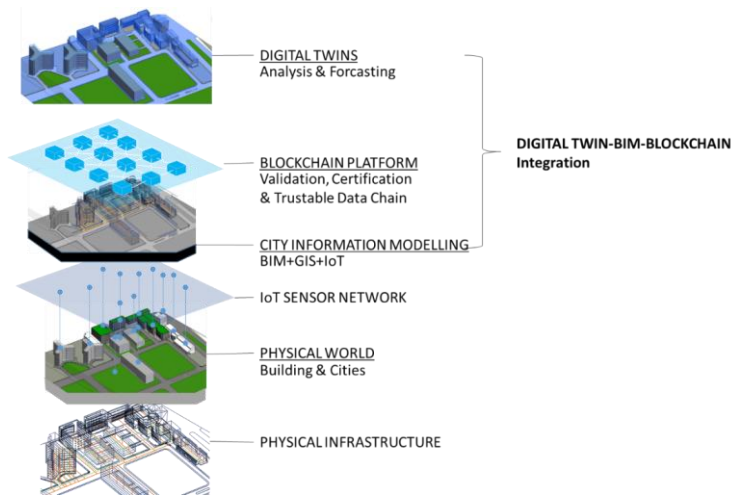 DIGITAL TWINS
Analysis & Forcasting
DIGITAL TWIN-BIM-BLOCKCHAIN
Integration
BLOCKCHAIN PLATFORM
Validation, Certification
& Trustable Data Chain
CITY INFORMATION MODELLING
BIM+GIS+IoT
IoT SENSOR NETWORK
PHYSICAL WORLD
Building & Cities
PHYSICAL INFRASTRUCTURE